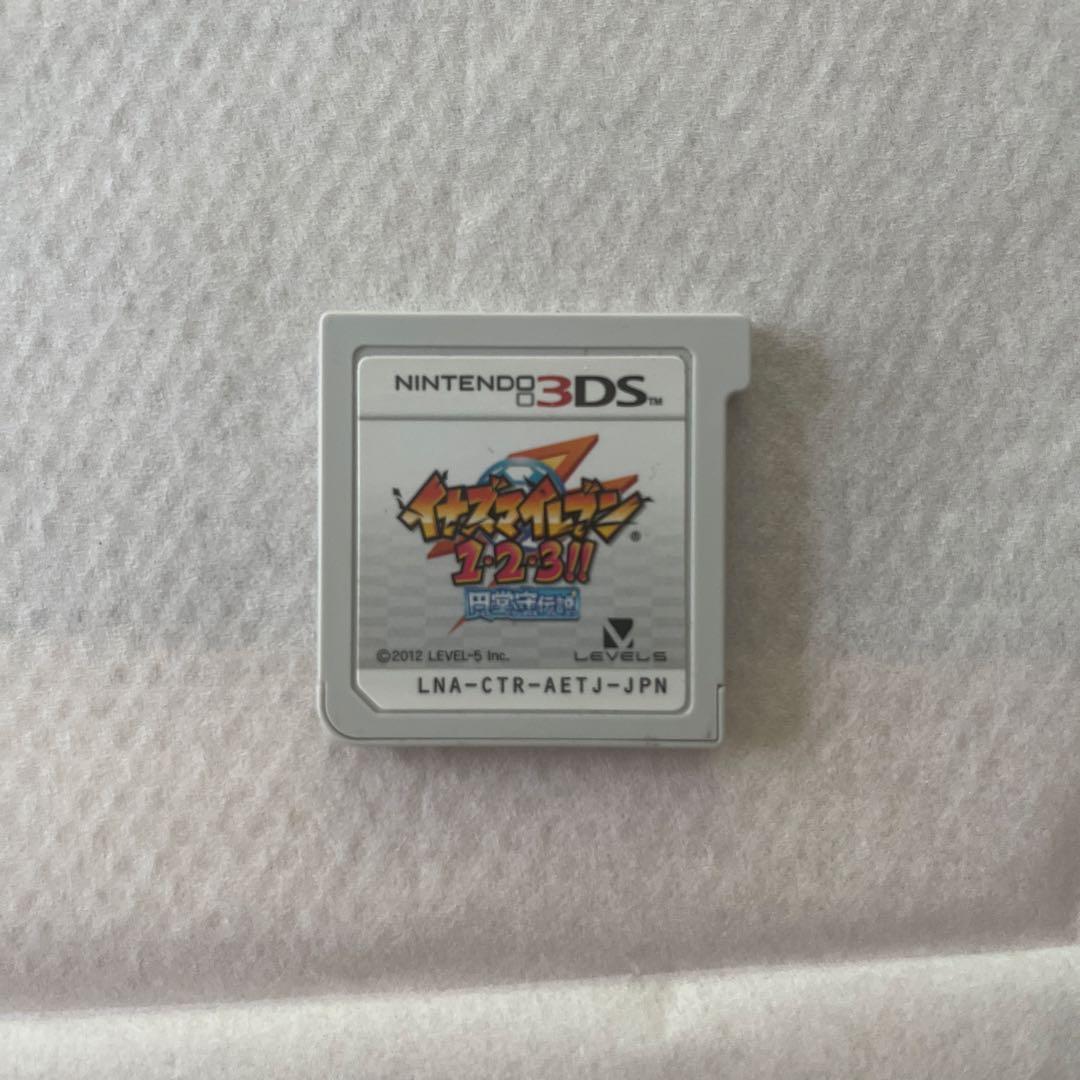 NINTENDO 3DS™
イナズマイレブン®
1・2・3!!
円堂守伝説
©2012 LEVEL-5 Inc.
LEVEL5
LNA-CTR-AETJ-JPN